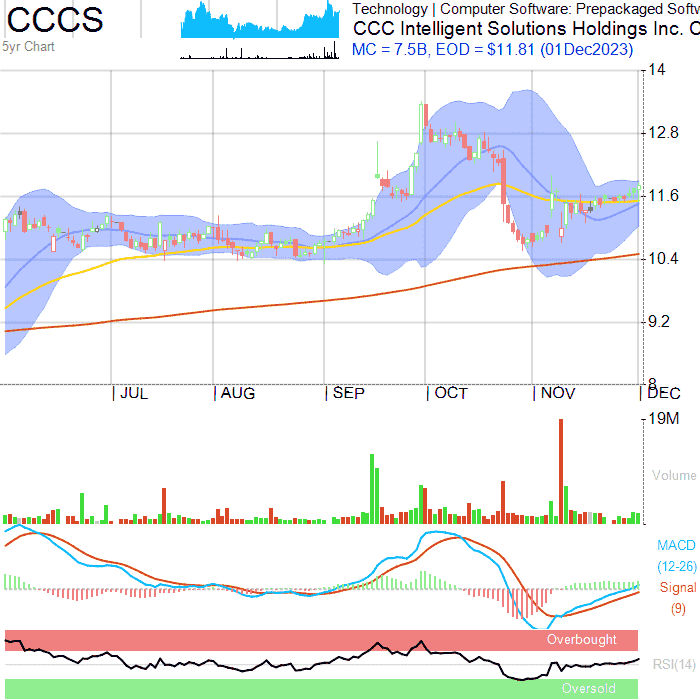 CCCS
5yr Chart
Technology | Computer Software: Prepackaged Softw
CCC Intelligent Solutions Holdings Inc. C
MC = 7.5B, EOD = $11.81 (01Dec2023)
14
12.8
11.6
10.4
9.2
8
JUL AUG SEP OCT NOV DEC
19M
Volume
MACD
(12-26)
Signal
(9)
Overbought
RSI(14)
Oversold